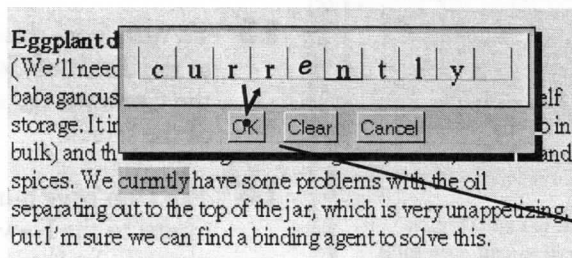 Eggplant d
(We'll need
c u r r e n t l y
babaganous
elf
storage. It in
OK Clear Cancel
o in
bulk) and th
and
spices. We curmtly have some problems with the oil
separating out to the top of the jar, which is very unappetizing,
but I'm sure we can find a binding agent to solve this.